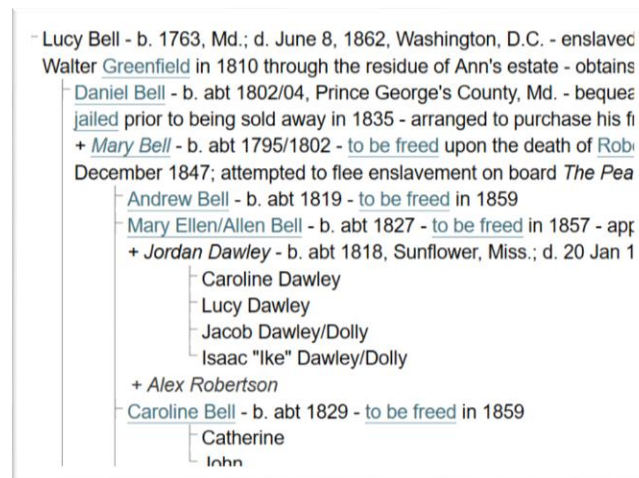 Lucy Bell - b. 1763, Md.; d. June 8, 1862, Washington, D.C. - enslaved
Walter Greenfield in 1810 through the residue of Ann's estate - obtains
Daniel Bell - b. abt 1802/04, Prince George's County, Md. - bequea
jailed prior to being sold away in 1835 - arranged to purchase his f
+ Mary Bell - b. abt 1795/1802 - to be freed upon the death of Robe
December 1847; attempted to flee enslavement on board The Pea
Andrew Bell - b. abt 1819 - to be freed in 1859
Mary Ellen/Allen Bell - b. abt 1827 - to be freed in 1857 - app
+ Jordan Dawley - b. abt 1818, Sunflower, Miss.; d. 20 Jan 1
Caroline Dawley
Lucy Dawley
Jacob Dawley/Dolly
Isaac "Ike" Dawley/Dolly
+ Alex Robertson
Caroline Bell - b. abt 1829 - to be freed in 1859
Catherine
John